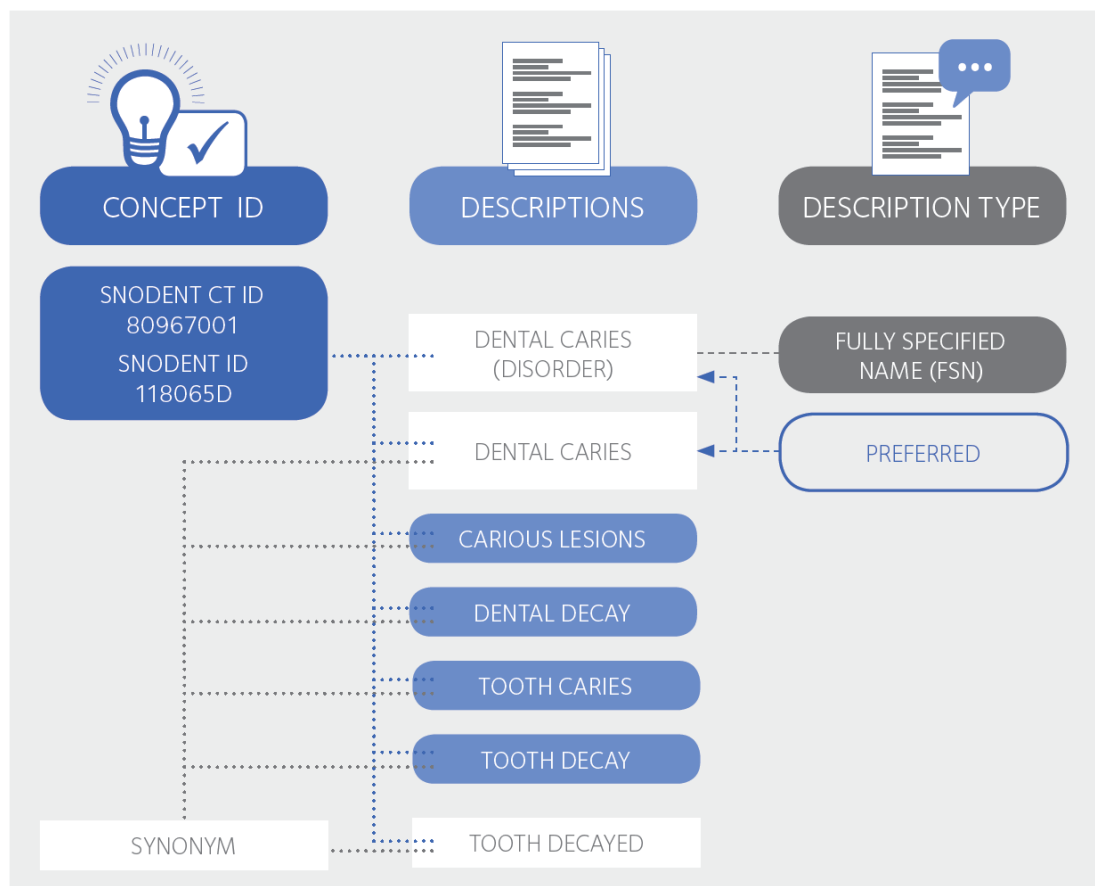 CONCEPT ID
DESCRIPTIONS
DESCRIPTION TYPE
SNODENT CT ID
80967001
SNODENT ID
118065D
DENTAL CARIES
(DISORDER)
FULLY SPECIFIED
NAME (FSN)
DENTAL CARIES
PREFERRED
CARIOUS LESIONS
DENTAL DECAY
TOOTH CARIES
TOOTH DECAY
SYNONYM
TOOTH DECAYED